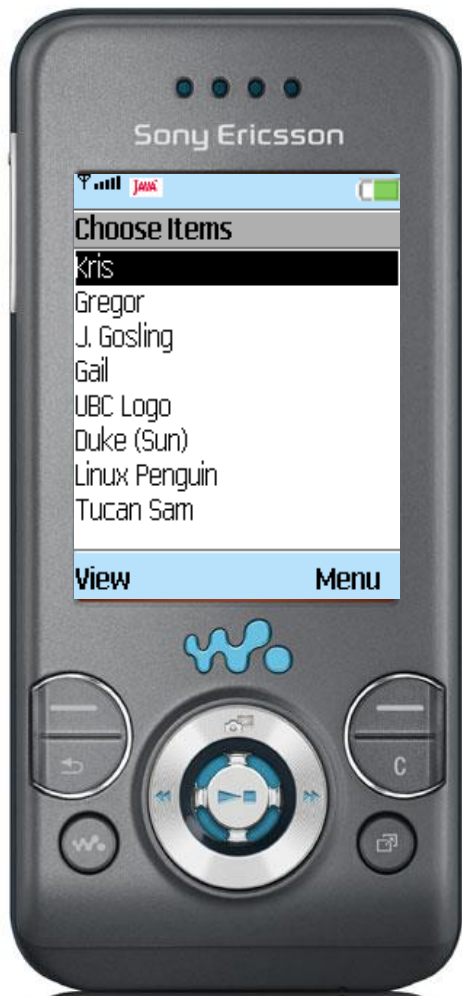 Sony Ericsson
JAVA
Choose Items
Kris
Gregor
J. Gosling
Gail
UBC Logo
Duke (Sun)
Linux Penguin
Tucan Sam
View Menu
C